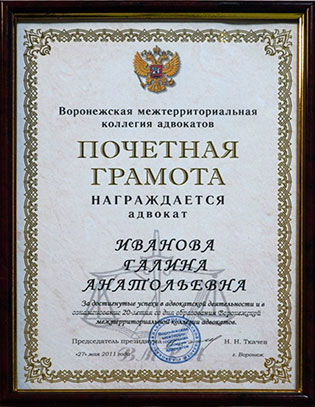 Воронежская межтерриториальная
коллегия адвокатов
ПОЧЕТНАЯ
ГРАМОТА
НАГРАЖДАЕТСЯ
адвокат
ИВАНОВА
ГАЛИНА
АНАТОЛЬЕВНА
За достигнутые успехи в адвокатской деятельности и в
ознаменование 20-летия со дня образования Воронежской
межтерриториальной коллегии адвокатов.
Председатель президиума Н. Н. Ткачев
«27» мая 2011 года г. Воронеж